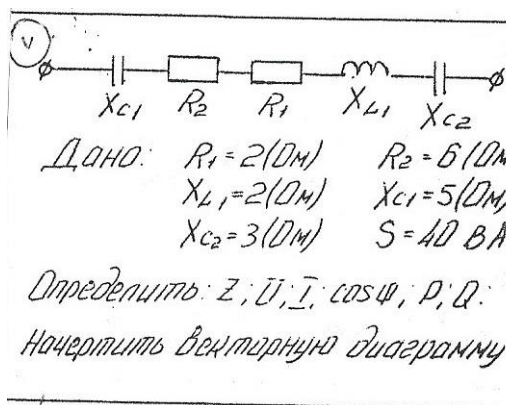 V
Xc1 R2 R1 XL1 Xc2
Дано: R1=2(Ом) R2=6(Ом
XL1=2(Ом) Xc1=5(Ом)
Xc2=3(Ом) S=40 ВА
Определить: Z; U; I; cosφ; P; Q.
Начертить векторную диаграмму